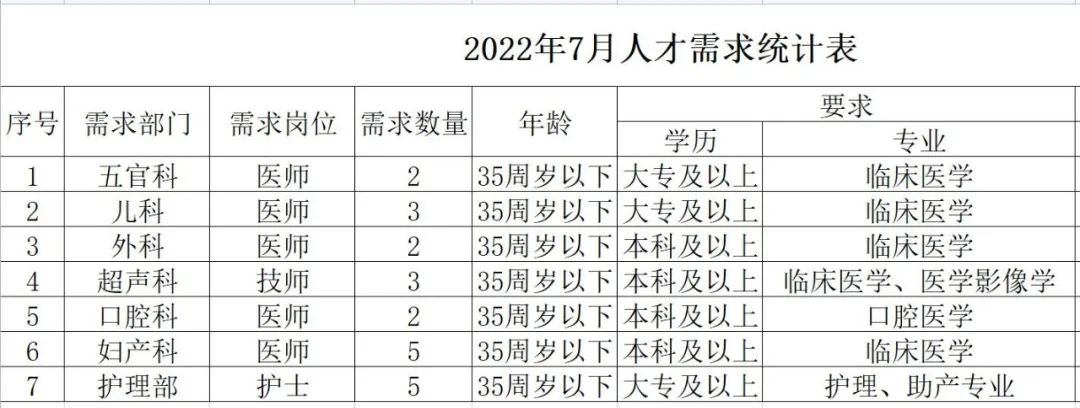 2022年7月人才需求统计表
序号 需求部门 需求岗位 需求数量 年龄 要求
学历 专业
1 五官科 医师 2 35周岁以下 大专及以上 临床医学
2 儿科 医师 3 35周岁以下 大专及以上 临床医学
3 外科 医师 2 35周岁以下 本科及以上 临床医学
4 超声科 技师 3 35周岁以下 本科及以上 临床医学、医学影像学
5 口腔科 医师 2 35周岁以下 本科及以上 口腔医学
6 妇产科 医师 5 35周岁以下 本科及以上 临床医学
7 护理部 护士 5 35周岁以下 大专及以上 护理、助产专业